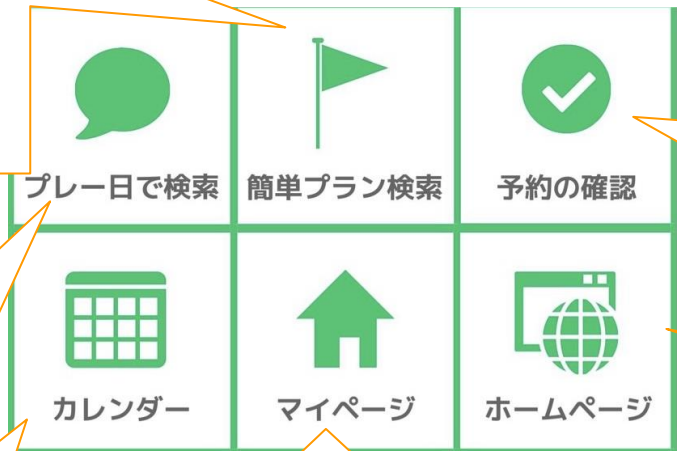 プレー日で検索
簡単プラン検索
予約の確認
カレンダー
マイページ
ホームページ